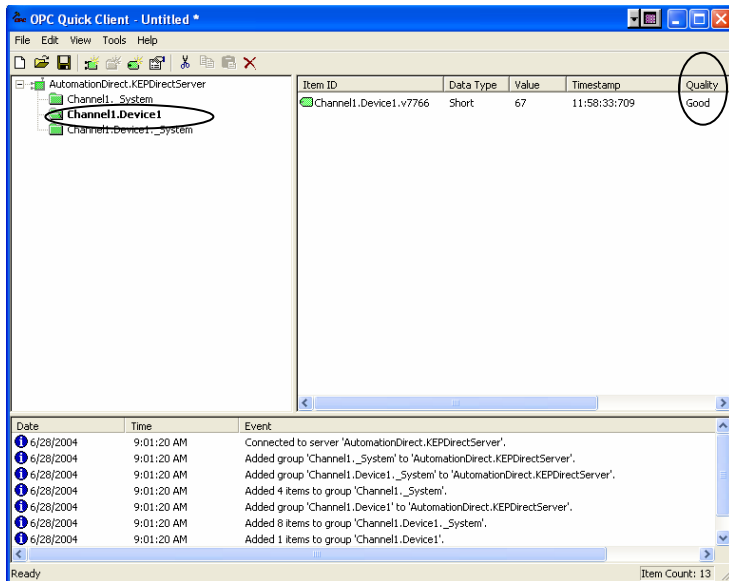 OPC Quick Client - Untitled *
File Edit View Tools Help
AutomationDirect.KEPDirectServer
Channel1._System
Channel1.Device1
Channel1.Device1._System
Item ID Data Type Value Timestamp Quality
Channel1.Device1.v7766 Short 67 11:58:33:709 Good
Date Time Event
6/28/2004 9:01:20 AM Connected to server 'AutomationDirect.KEPDirectServer'.
6/28/2004 9:01:20 AM Added group 'Channel1._System' to 'AutomationDirect.KEPDirectServer'.
6/28/2004 9:01:20 AM Added group 'Channel1.Device1._System' to 'AutomationDirect.KEPDirectServer'.
6/28/2004 9:01:20 AM Added 4 items to group 'Channel1._System'.
6/28/2004 9:01:20 AM Added group 'Channel1.Device1' to 'AutomationDirect.KEPDirectServer'.
6/28/2004 9:01:20 AM Added 8 items to group 'Channel1.Device1._System'.
6/28/2004 9:01:20 AM Added 1 items to group 'Channel1.Device1'.
Ready Item Count: 13